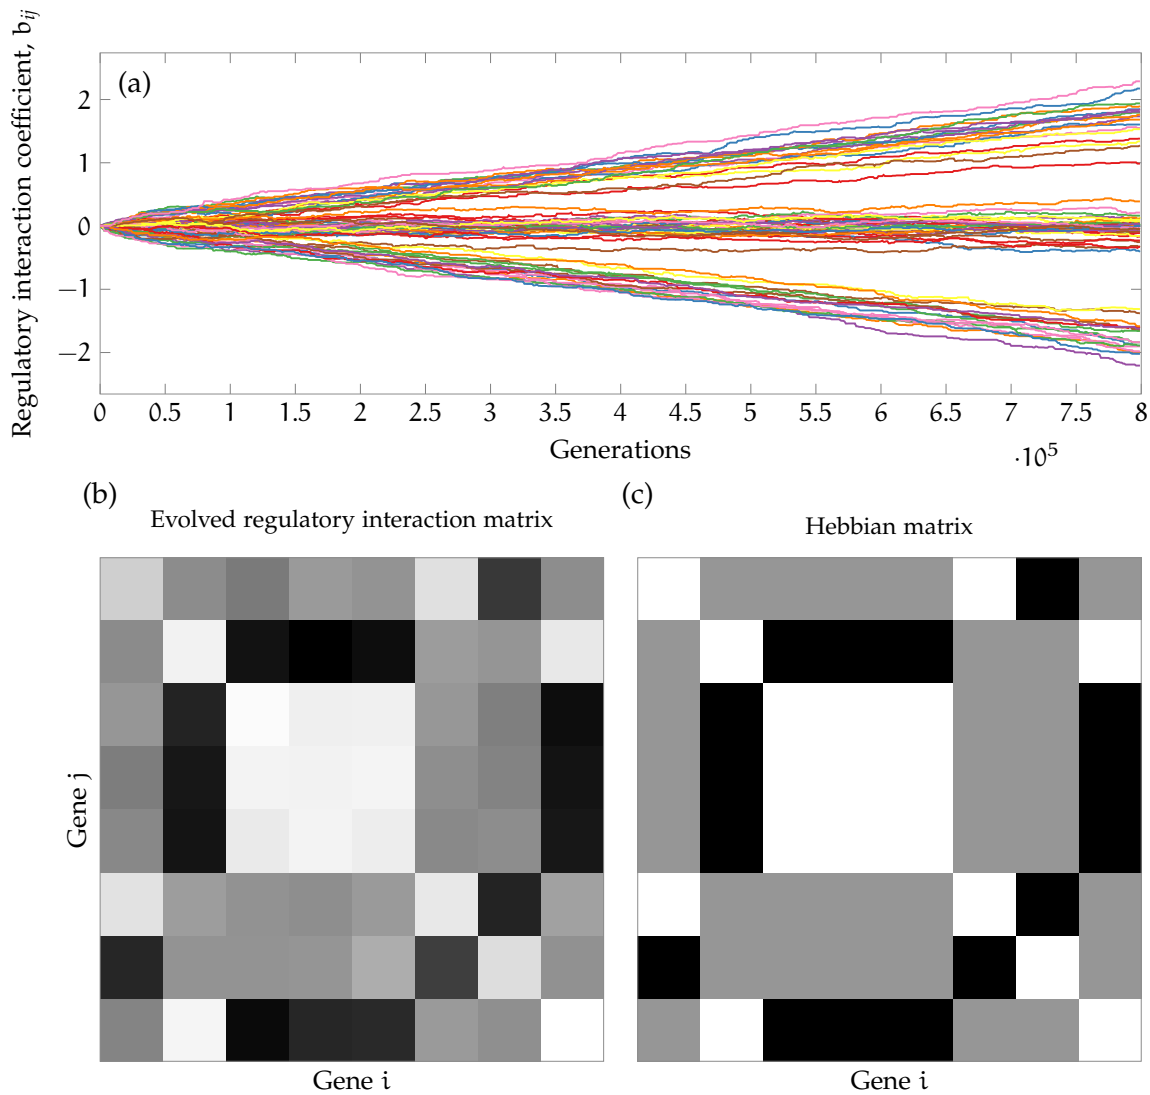 Regulatory interaction coefficient, b_ij
(a)
2
1
0
−1
−2
0 0.5 1 1.5 2 2.5 3 3.5 4 4.5 5 5.5 6 6.5 7 7.5 8
Generations
·10⁵
(b) (c)
Evolved regulatory interaction matrix Hebbian matrix
Gene j
Gene i Gene i